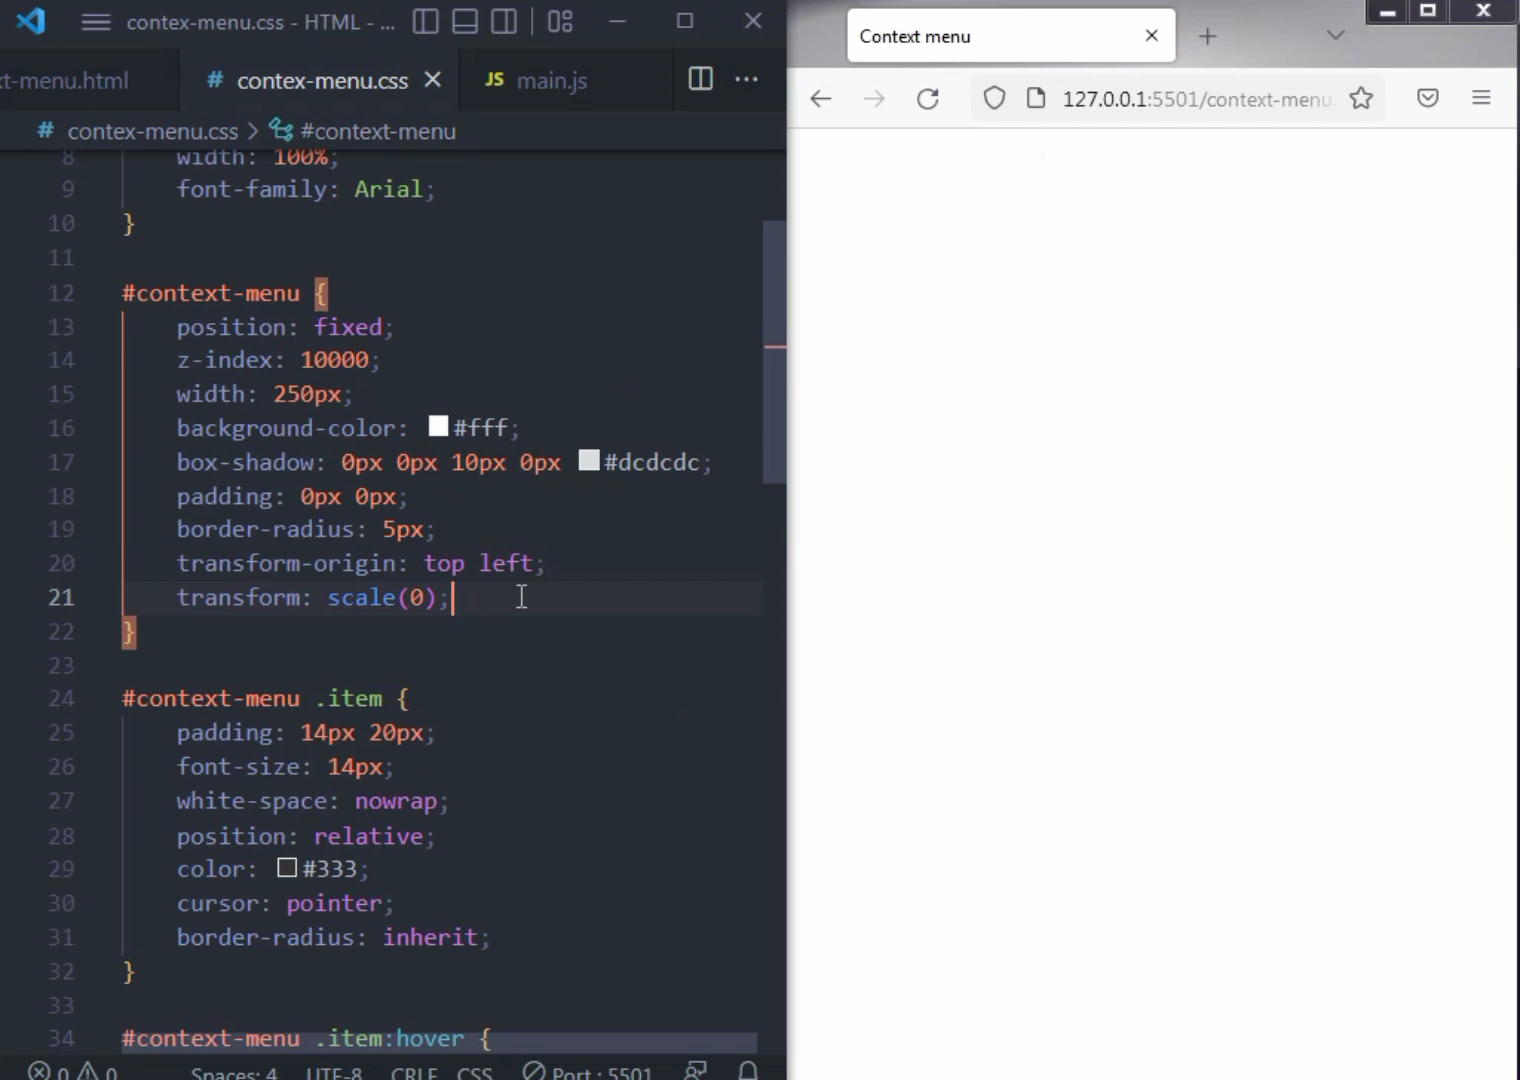 contex-menu.css - HTML - ...
t-menu.html
# contex-menu.css
JS main.js
# contex-menu.css > #context-menu
8 width: 100%;
9 font-family: Arial;
10 }
11
12 #context-menu {
13 position: fixed;
14 z-index: 10000;
15 width: 250px;
16 background-color: #fff;
17 box-shadow: 0px 0px 10px 0px #dcdcdc;
18 padding: 0px 0px;
19 border-radius: 5px;
20 transform-origin: top left;
21 transform: scale(0);
22 }
23
24 #context-menu .item {
25 padding: 14px 20px;
26 font-size: 14px;
27 white-space: nowrap;
28 position: relative;
29 color: #333;
30 cursor: pointer;
31 border-radius: inherit;
32 }
33
34 #context-menu .item:hover {
0 0 Spaces: 4 UTF-8 CRLF CSS Port : 5501
Context menu
127.0.0.1:5501/context-menu.